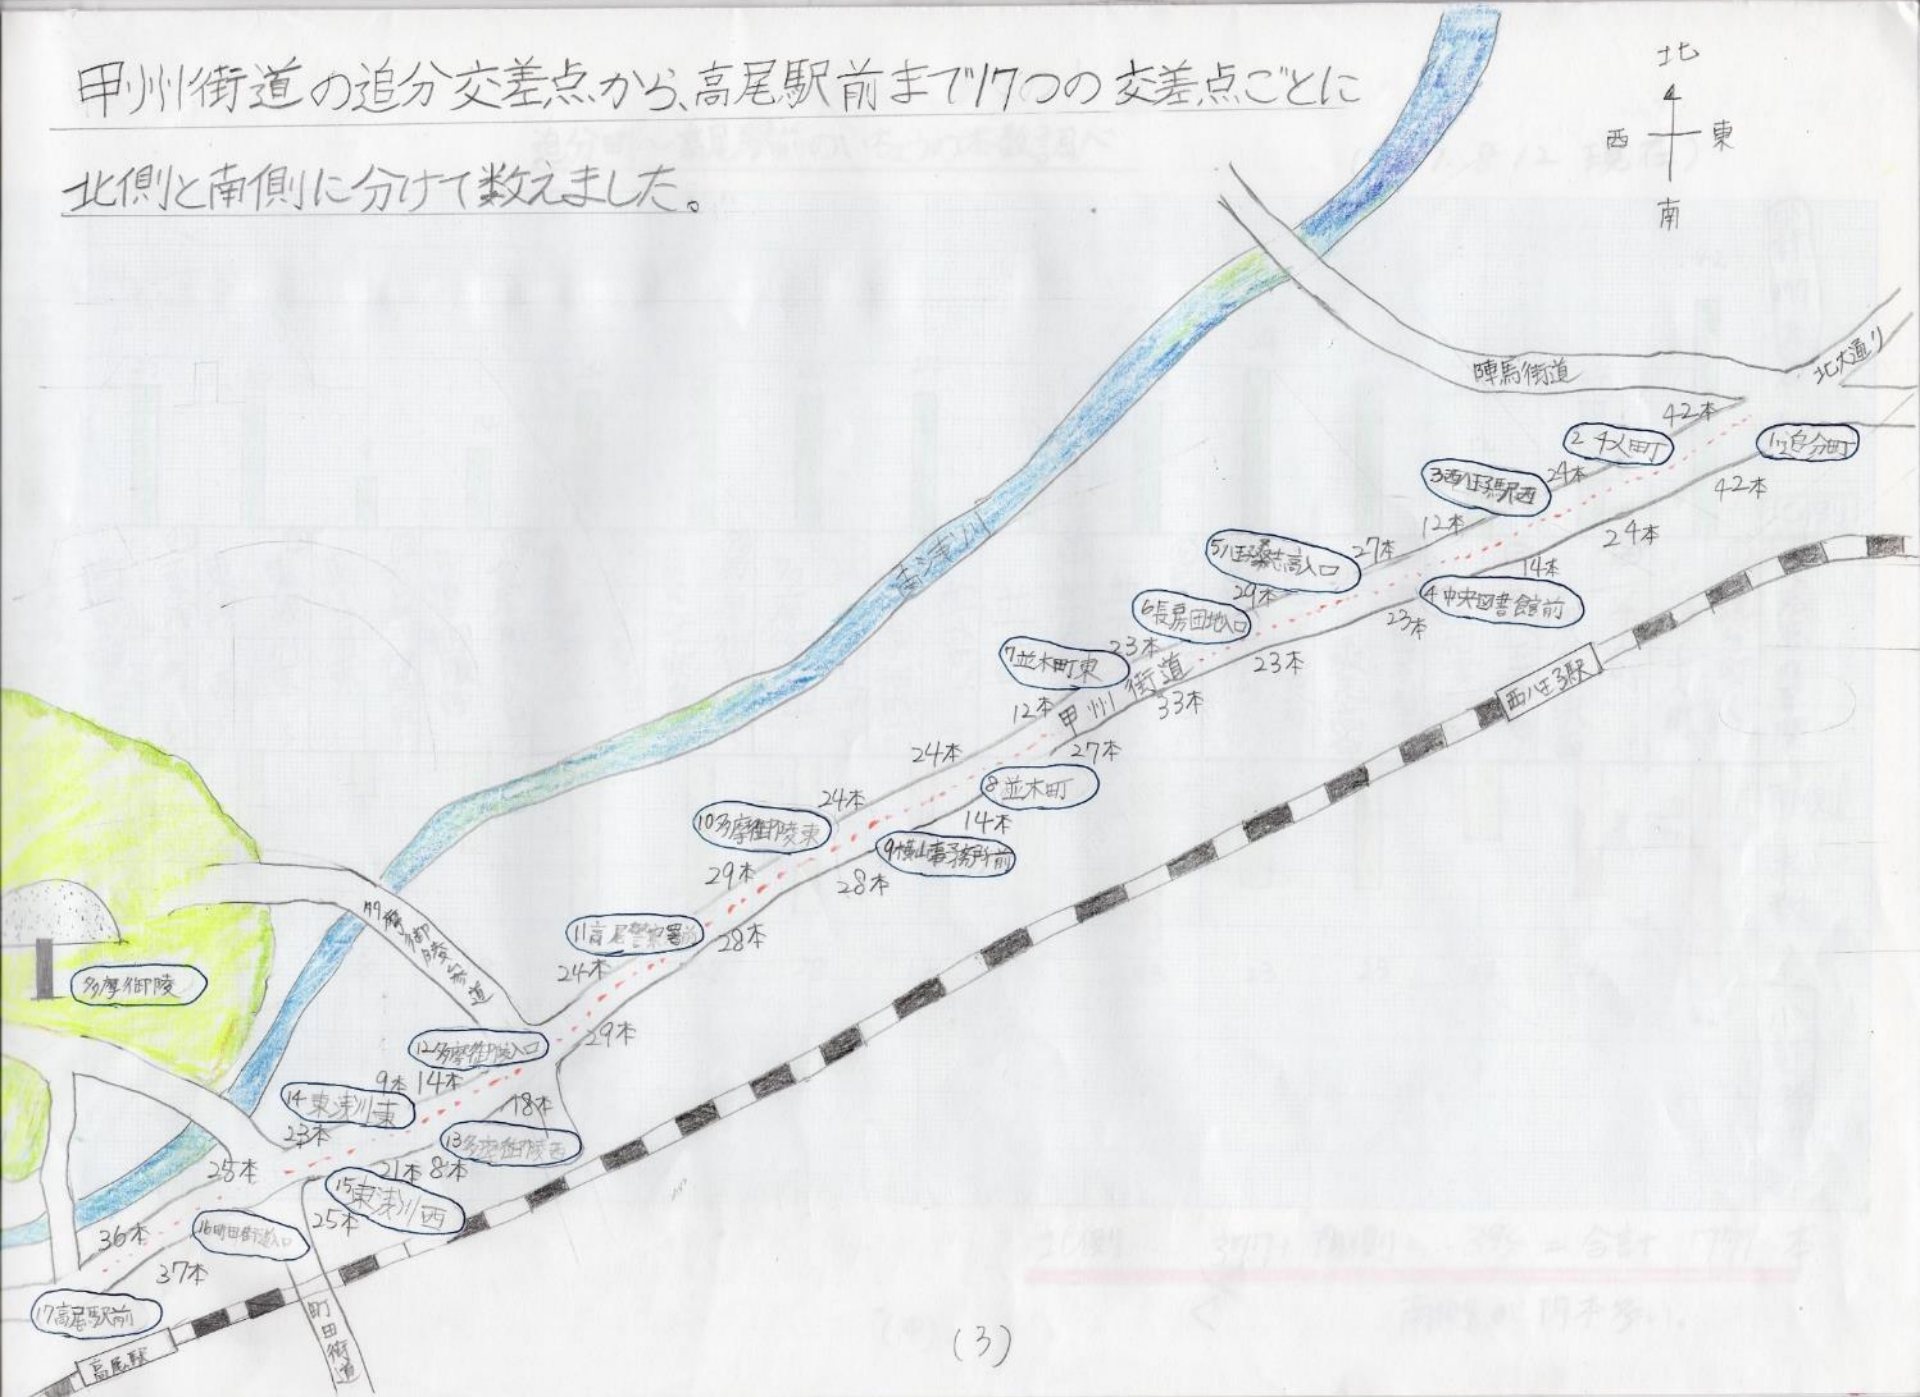 甲州街道の追分交差点から、高尾駅前まで17つの交差点ごとに
北側と南側に分けて数えました。
北
西 東
南
陣馬街道
北大通り
42本
1追分町
2千人町
42本
24本
3西八王子駅西
24本
12本
14本
4中央図書館前
27本
5八王子桑志高入口
23本
29本
6長房団地入口
23本
23本
7並木町東
甲州街道
33本
12本
27本
西八王子駅
南浅川
24本
8並木町
14本
24本
9横山事務所前
10多摩御陵東
28本
29本
11高尾警察署前
28本
24本
29本
多摩御陵参道
多摩御陵
12多摩御陵入口
9本 14本
18本
14東浅川東
13多摩御陵西
23本
21本 8本
15東浅川西
25本
25本
16町田街道入口
36本
37本
17高尾駅前
高尾駅
町田街道
(3)